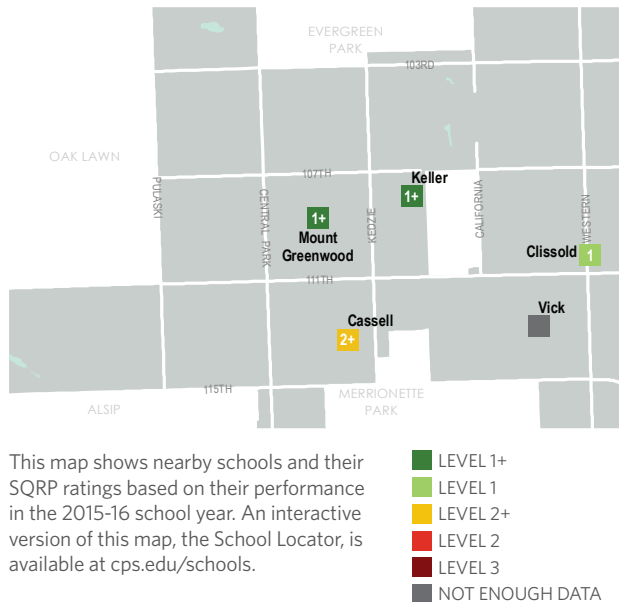 EVERGREEN
PARK
103RD
OAK LAWN
107TH
Keller
1+
PULASKI
CENTRAL PARK
KEDZIE
CALIFORNIA
WESTERN
1+
Mount
Greenwood
Clissold
1
111TH
Vick
Cassell
2+
115TH
ALSIP
MERRIONETTE
PARK
This map shows nearby schools and their
SQRP ratings based on their performance
in the 2015-16 school year. An interactive
version of this map, the School Locator, is
available at cps.edu/schools.
LEVEL 1+
LEVEL 1
LEVEL 2+
LEVEL 2
LEVEL 3
NOT ENOUGH DATA